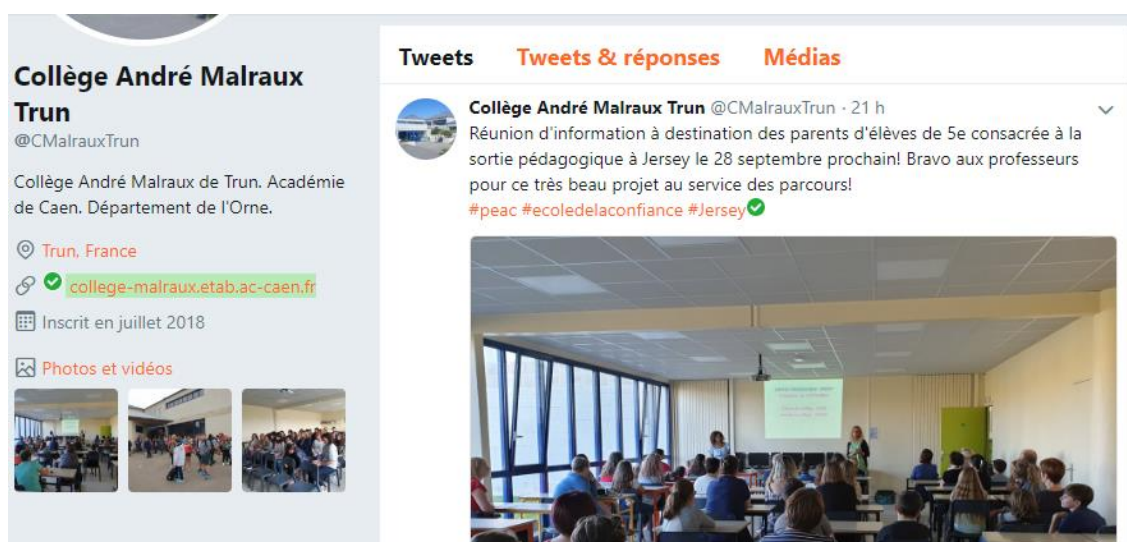 Collège André Malraux
Trun
@CMalrauxTrun
Collège André Malraux de Trun. Académie
de Caen. Département de l'Orne.
Trun, France
college-malraux.etab.ac-caen.fr
Inscrit en juillet 2018
Photos et vidéos
Tweets Tweets & réponses Médias
Collège André Malraux Trun @CMalrauxTrun · 21 h
Réunion d'information à destination des parents d'élèves de 5e consacrée à la
sortie pédagogique à Jersey le 28 septembre prochain! Bravo aux professeurs
pour ce très beau projet au service des parcours!
#peac #ecoledelaconfiance #Jersey